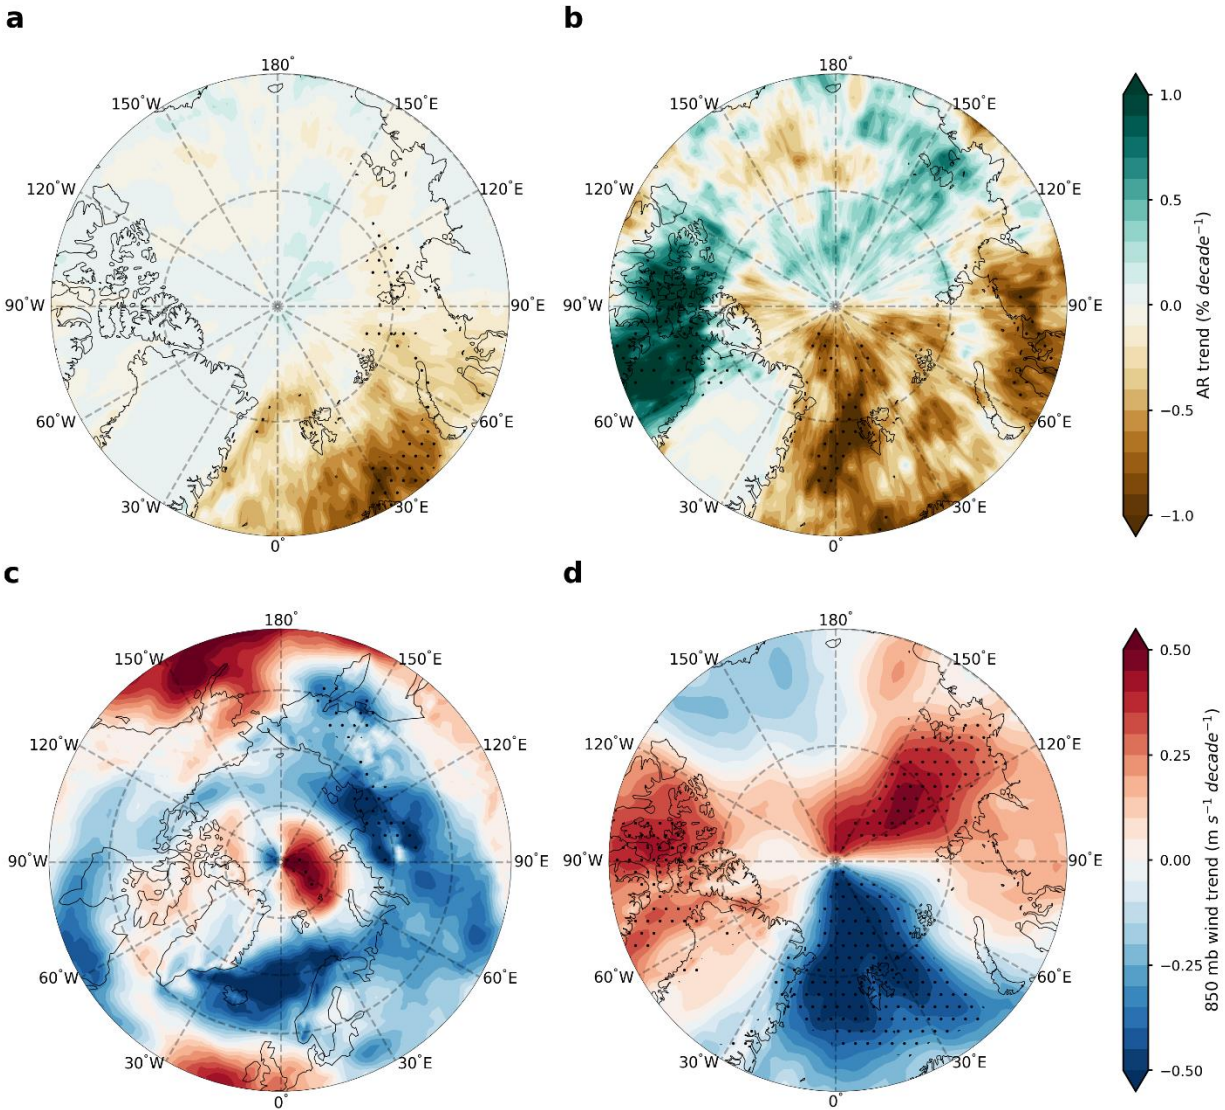 a
b
180°
150°W
150°E
120°W
120°E
90°W
90°E
60°W
60°E
30°W
30°E
0°
180°
150°W
150°E
120°W
120°E
90°W
90°E
60°W
60°E
30°W
30°E
0°
1.0
0.5
0.0
−0.5
−1.0
AR trend (% decade⁻¹)
c
d
180°
150°W
150°E
120°W
120°E
90°W
90°E
60°W
60°E
30°W
30°E
0°
180°
150°W
150°E
120°W
120°E
90°W
90°E
60°W
60°E
30°W
30°E
0°
0.50
0.25
0.00
−0.25
−0.50
850 mb wind trend (m s⁻¹ decade⁻¹)